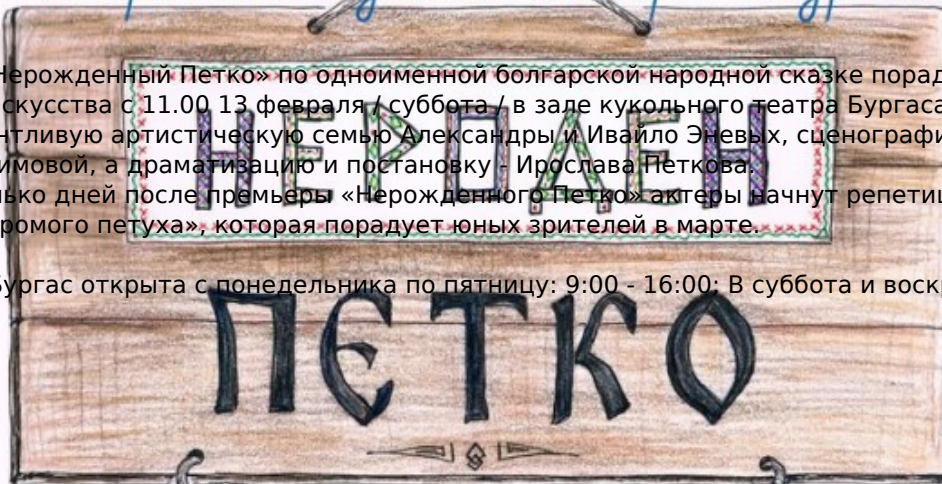 Нерожденный Петко» по одноименной болгарской народной сказке порад
скусства с 11.00 13 февраля / суббота / в зале кукольного театра Бургаса
нтливую артистическую семью Александры и Ивайло Эневых, сценографи
имовой, а драматизацию и постановку - Ирослава Петкова.
лько дней после премьеры «Нерожденного Петко» актеры начнут репетиц
ромого петуха», которая порадует юных зрителей в марте.
НЕРОДЕН
Бургас открыта с понедельника по пятницу: 9:00 - 16:00; В суббота и воск
ПЕТКО